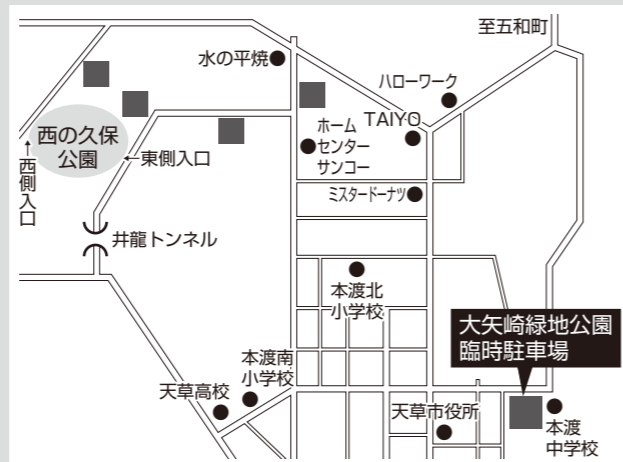 至五和町
水の平焼
ハローワーク
TAIYO
ホーム
センター
サンコー
西の久保
公園
←東側入口
←西側入口
ミスタードーナツ
井龍トンネル
本渡北
小学校
大矢崎緑地公園
臨時駐車場
本渡南
小学校
天草高校
天草市役所
本渡
中学校